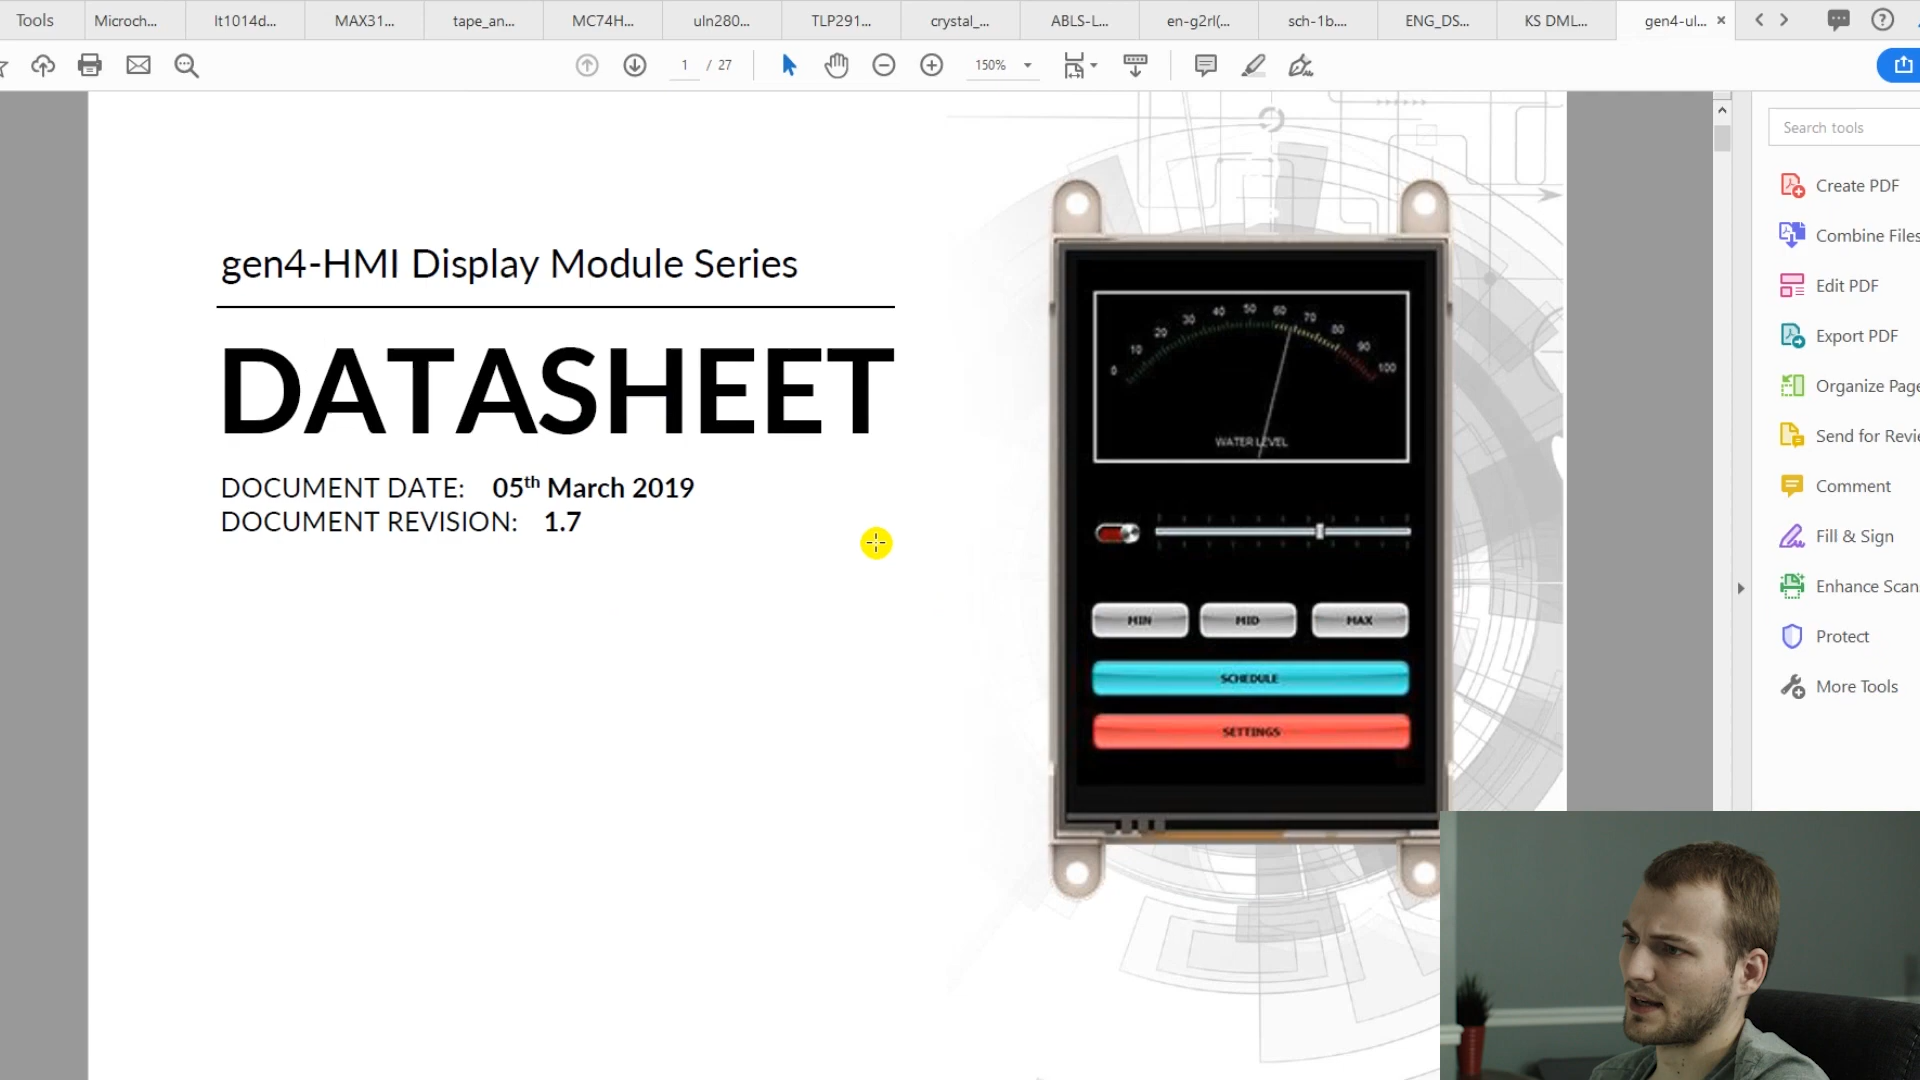 Tools
Microch...
lt1014d...
MAX31...
tape_an...
MC74H...
uln280...
TLP291...
crystal_...
ABLS-L...
en-g2rl(...
sch-1b....
ENG_DS...
KS DML...
gen4-ul...
1 / 27
150%
Search tools
Create PDF
Combine Files
Edit PDF
Export PDF
Organize Page
Send for Revie
Comment
Fill & Sign
Enhance Scan
Protect
More Tools
gen4-HMI Display Module Series
DATASHEET
DOCUMENT DATE: 05th March 2019
DOCUMENT REVISION: 1.7
0 10 20 30 40 50 60 70 80 90 100
WATER LEVEL
MIN MID MAX
SCHEDULE
SETTINGS